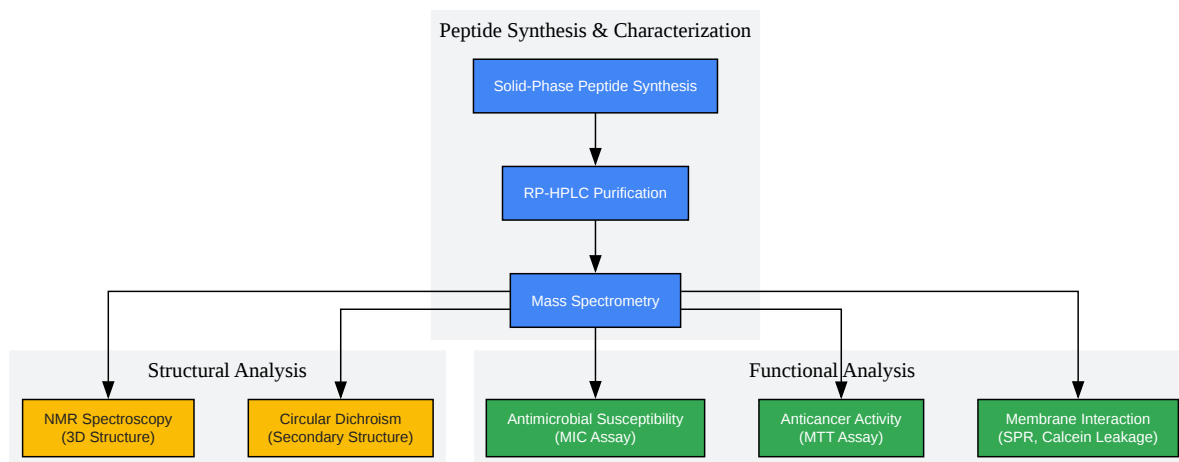 Peptide Synthesis & Characterization
Solid-Phase Peptide Synthesis
RP-HPLC Purification
Mass Spectrometry
Structural Analysis
Functional Analysis
NMR Spectroscopy
(3D Structure)
Circular Dichroism
(Secondary Structure)
Antimicrobial Susceptibility
(MIC Assay)
Anticancer Activity
(MTT Assay)
Membrane Interaction
(SPR, Calcein Leakage)